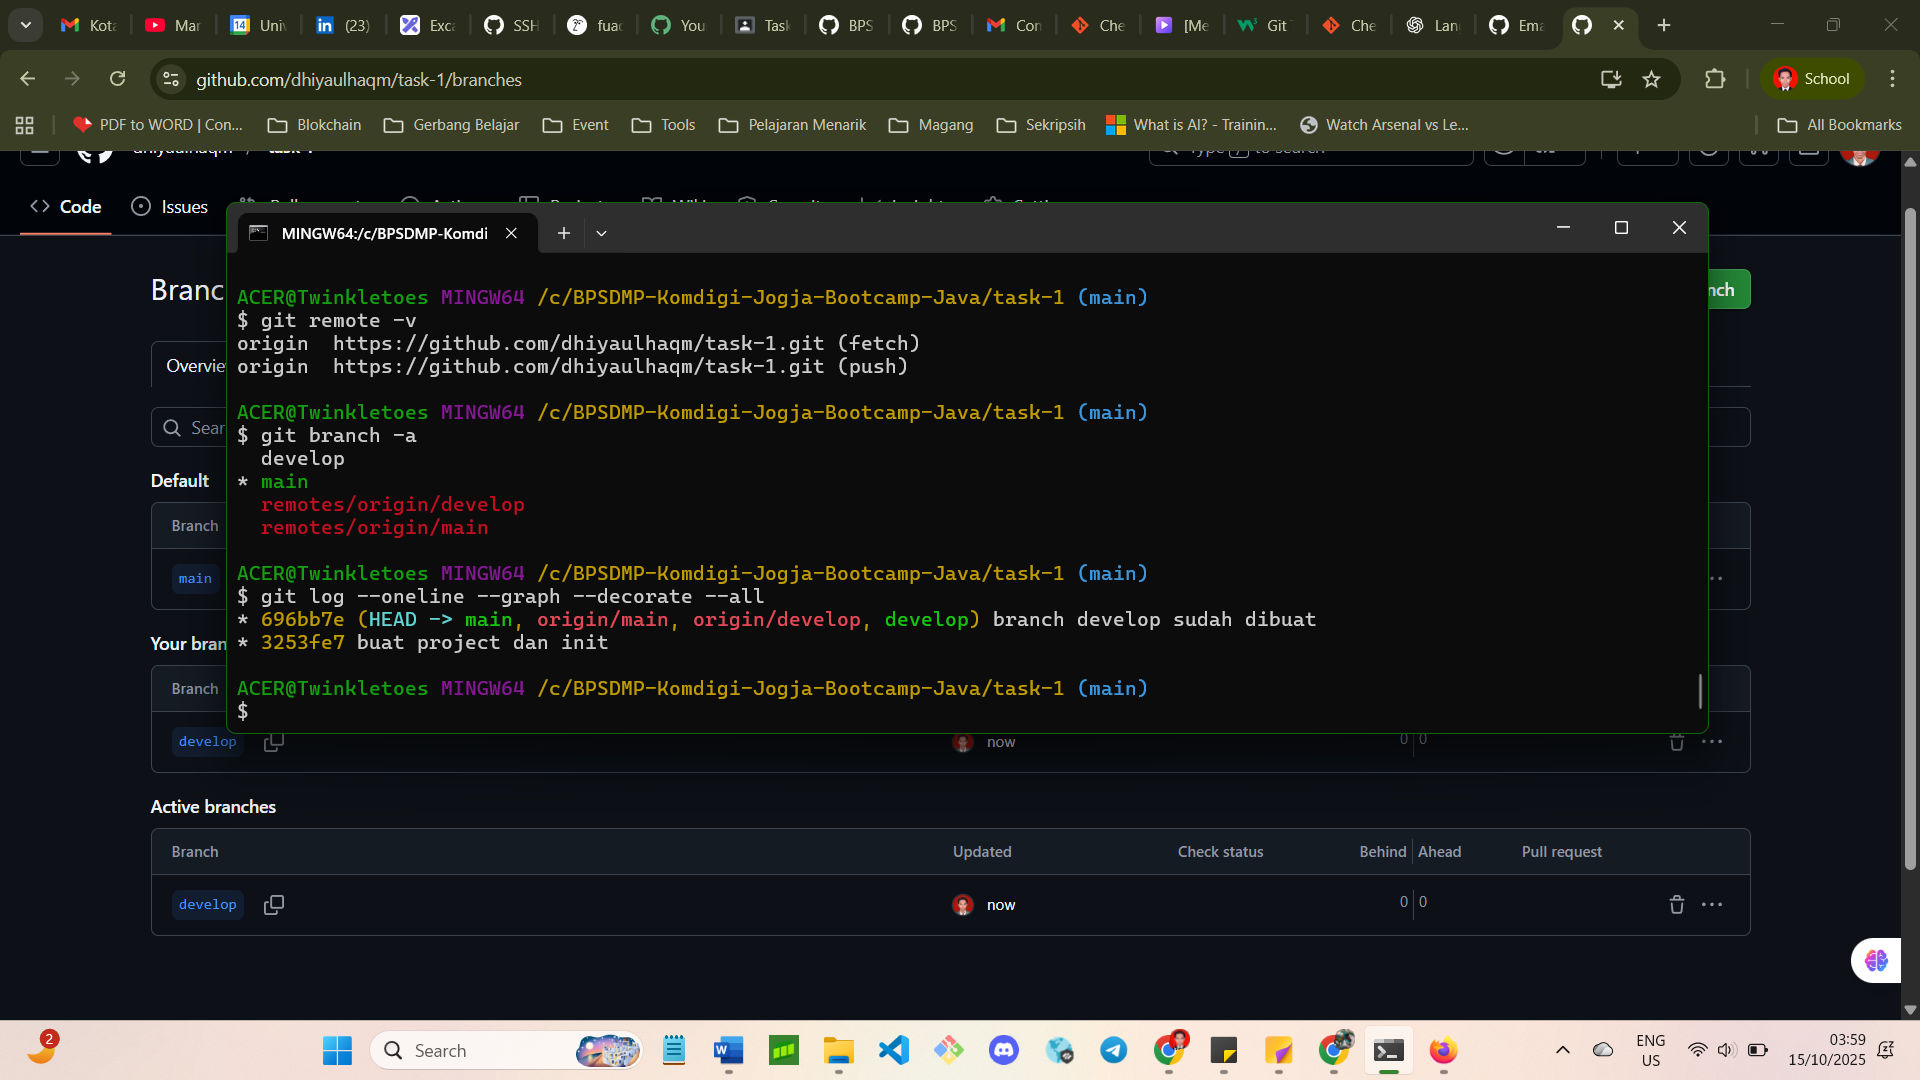 Kota
Mar
Univ
(23)
Exca
SSH
fuad
You
Task
BPS
BPS
Con
Che
[Me
Git
Che
Lang
Ema
github.com/dhiyaulhaqm/task-1/branches
School
PDF to WORD | Con...
Blokchain
Gerbang Belajar
Event
Tools
Pelajaran Menarik
Magang
Sekripsih
What is AI? - Trainin...
Watch Arsenal vs Le...
All Bookmarks
dhiyaulhaqm / task-1
Type / to search
Code
Issues
MINGW64:/c/BPSDMP-Komdi
Branc
nch
ACER@Twinkletoes MINGW64 /c/BPSDMP-Komdigi-Jogja-Bootcamp-Java/task-1 (main)
$ git remote -v
origin  https://github.com/dhiyaulhaqm/task-1.git (fetch)
origin  https://github.com/dhiyaulhaqm/task-1.git (push)
Overvie
ACER@Twinkletoes MINGW64 /c/BPSDMP-Komdigi-Jogja-Bootcamp-Java/task-1 (main)
$ git branch -a
  develop
* main
  remotes/origin/develop
  remotes/origin/main
Sear
Default
Branch
main
ACER@Twinkletoes MINGW64 /c/BPSDMP-Komdigi-Jogja-Bootcamp-Java/task-1 (main)
$ git log --oneline --graph --decorate --all
* 696bb7e (HEAD -> main, origin/main, origin/develop, develop) branch develop sudah dibuat
* 3253fe7 buat project dan init
Your bran
Branch
ACER@Twinkletoes MINGW64 /c/BPSDMP-Komdigi-Jogja-Bootcamp-Java/task-1 (main)
$
develop
now
0 0
Active branches
Branch
Updated
Check status
Behind
Ahead
Pull request
develop
now
0 0
2
Search
ENG
US
03:59
15/10/2025